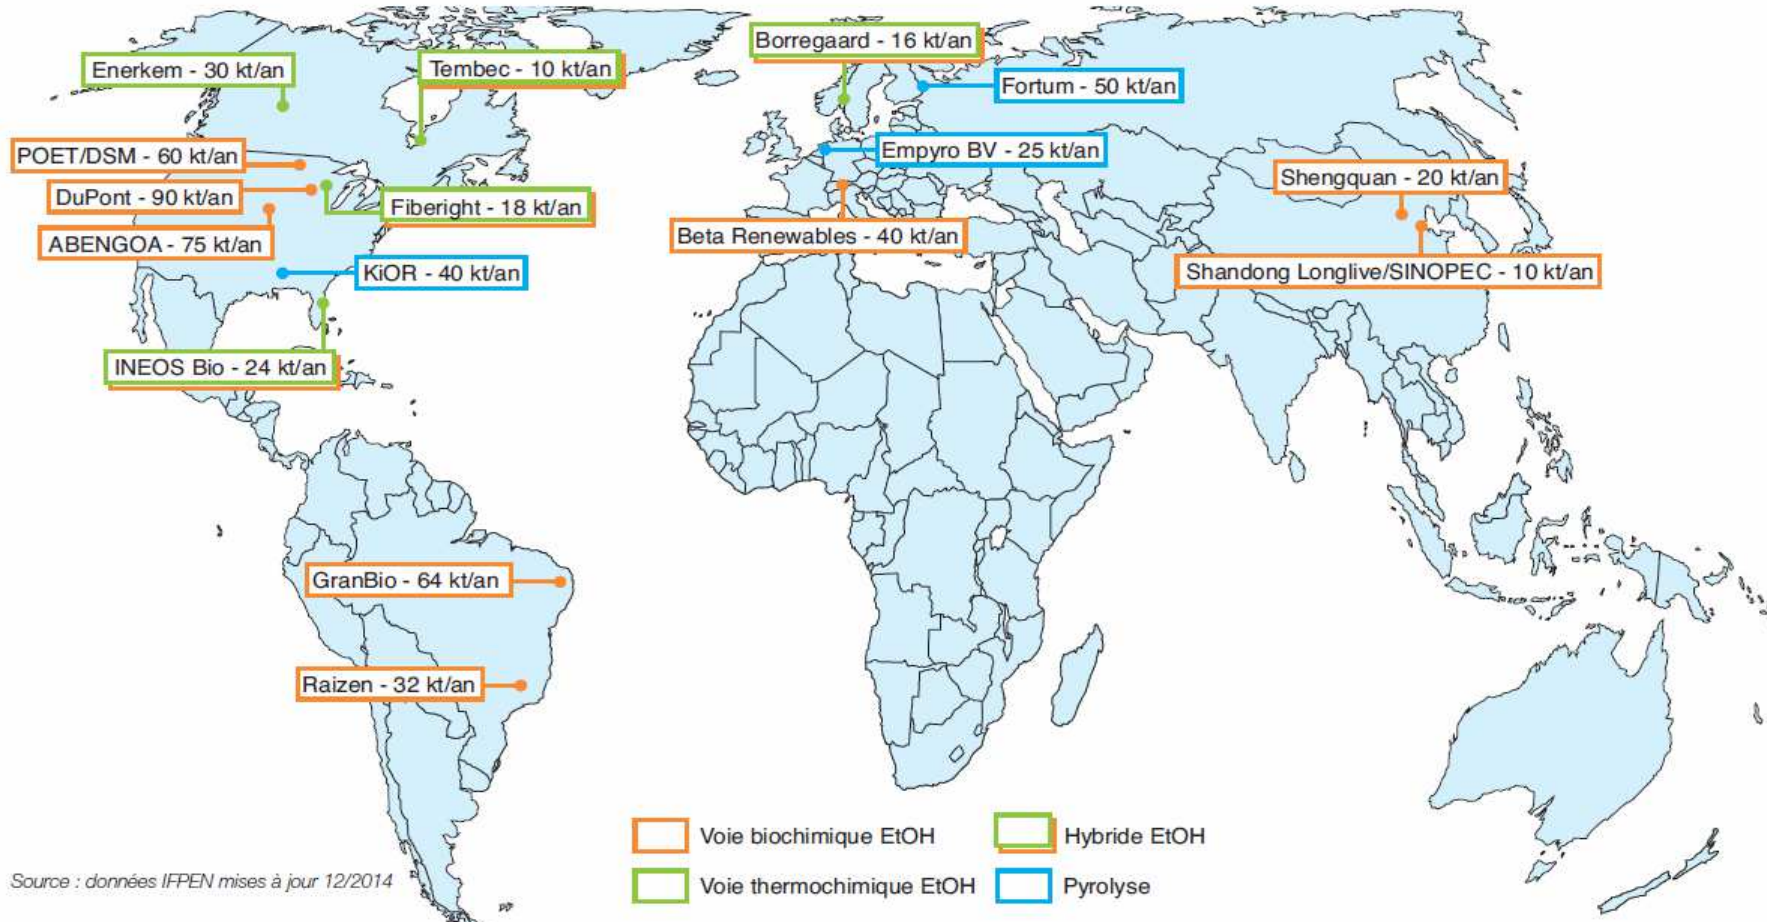 Borregaard - 16 kt/an
Enerkem - 30 kt/an
Tembec - 10 kt/an
Fortum - 50 kt/an
POET/DSM - 60 kt/an
Empyro BV - 25 kt/an
Shengquan - 20 kt/an
DuPont - 90 kt/an
Fiberight - 18 kt/an
ABENGOA - 75 kt/an
Beta Renewables - 40 kt/an
KiOR - 40 kt/an
Shandong Longlive/SINOPEC - 10 kt/an
INEOS Bio - 24 kt/an
GranBio - 64 kt/an
Raizen - 32 kt/an
Voie biochimique EtOH
Hybride EtOH
Voie thermochimique EtOH
Pyrolyse
Source : données IFPEN mises à jour 12/2014